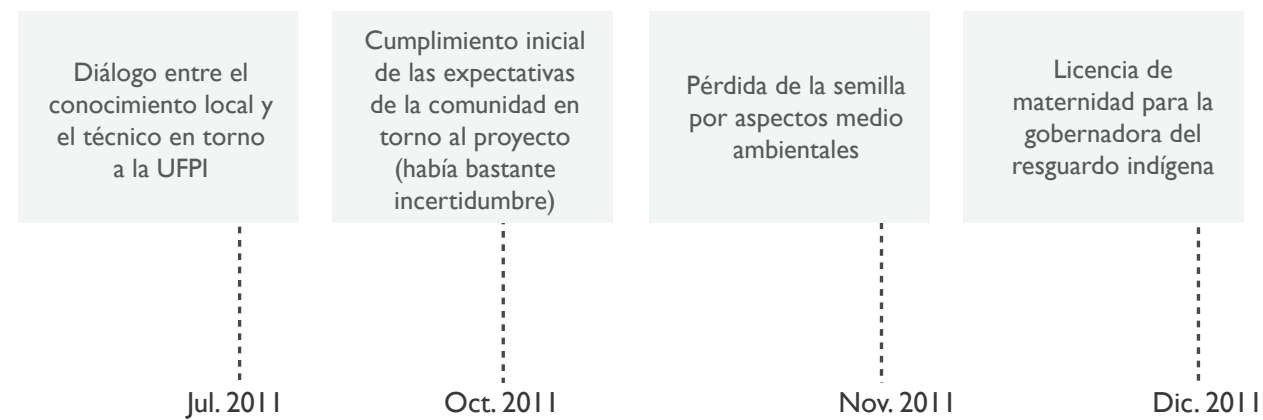 Diálogo entre el
conocimiento local y
el técnico en torno
a la UFPI
Cumplimiento inicial
de las expectativas
de la comunidad en
torno al proyecto
(había bastante
incertidumbre)
Pérdida de la semilla
por aspectos medio
ambientales
Licencia de
maternidad para la
gobernadora del
resguardo indígena
Jul. 2011
Oct. 2011
Nov. 2011
Dic. 2011